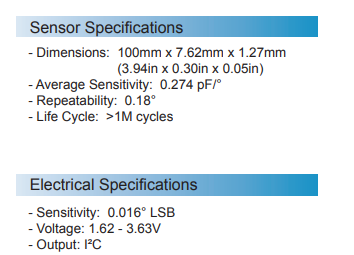 Sensor Specifications
- Dimensions: 100mm x 7.62mm x 1.27mm
(3.94in x 0.30in x 0.05in)
- Average Sensitivity: 0.274 pF/°
- Repeatability: 0.18°
- Life Cycle: >1M cycles
Electrical Specifications
- Sensitivity: 0.016° LSB
- Voltage: 1.62 - 3.63V
- Output: I²C